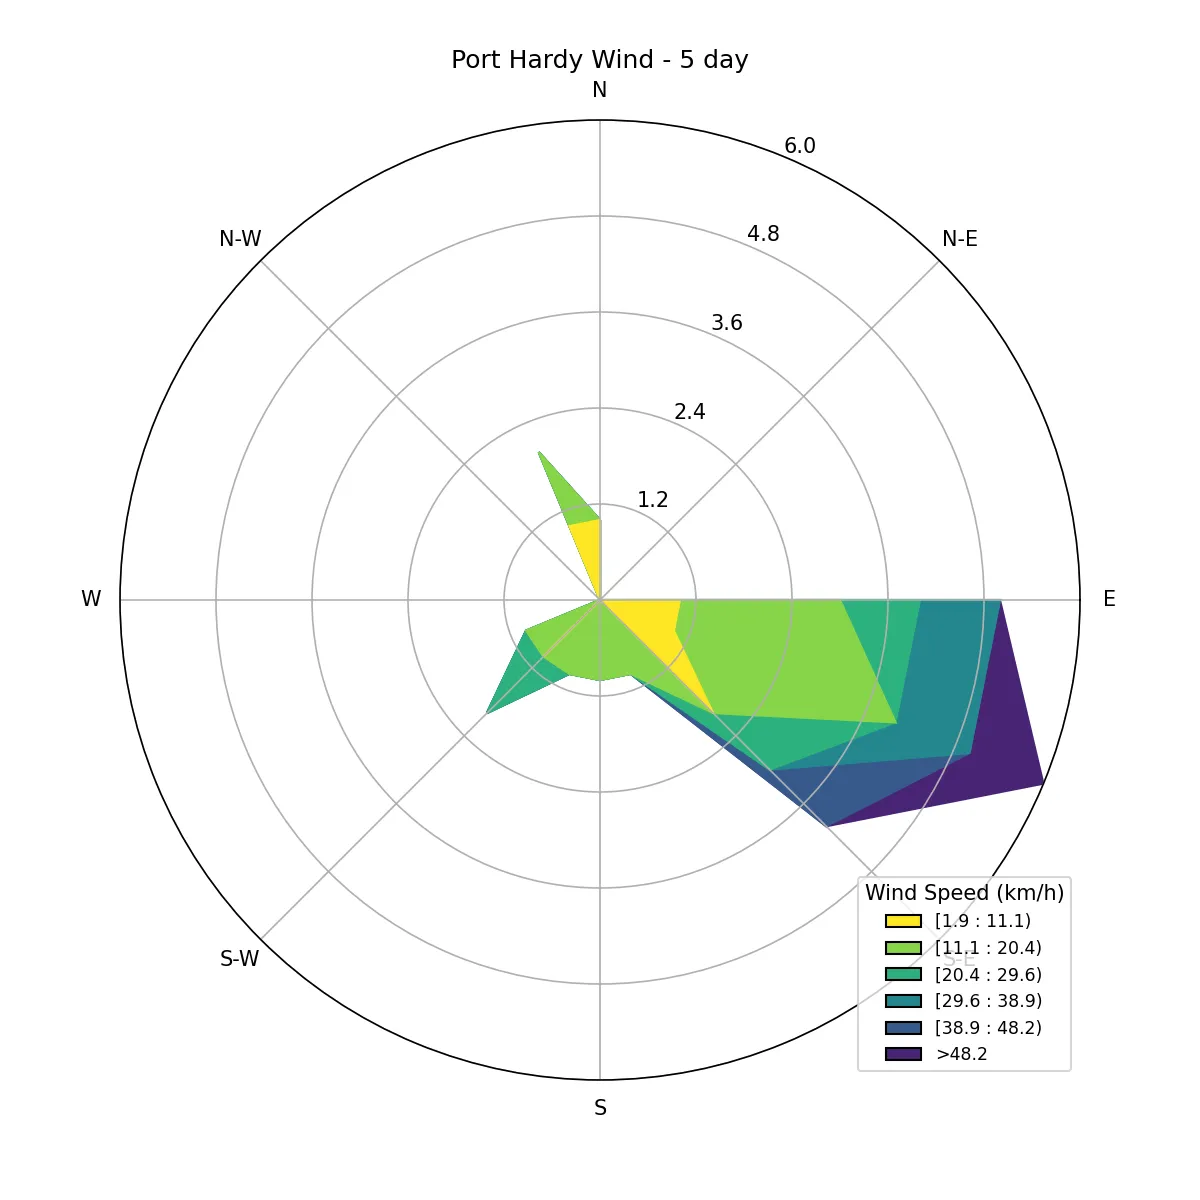 Port Hardy Wind - 5 day
N
6.0
N-W
N-E
4.8
3.6
2.4
1.2
W
E
Wind Speed (km/h)
[1.9 : 11.1)
[11.1 : 20.4)
S-W
S-E
[20.4 : 29.6)
[29.6 : 38.9)
[38.9 : 48.2)
>48.2
S